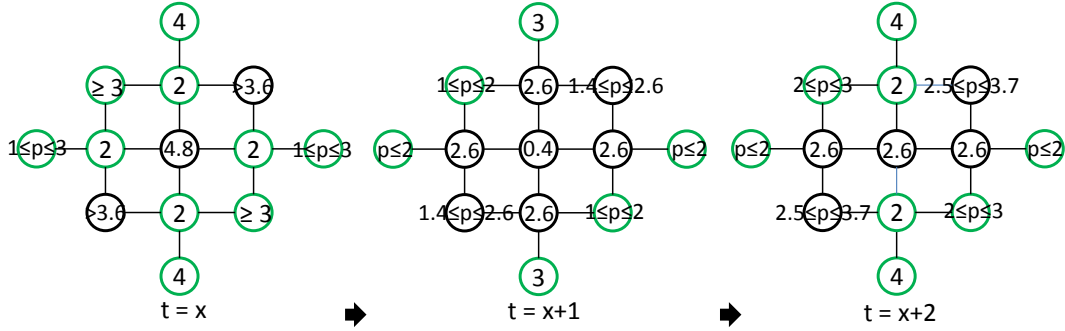 4
3
4
≥ 3
2
>3.6
1≤p≤2
2.6
1.4≤p≤2.6
2≤p≤3
2
2.5≤p≤3.7
1≤p≤3
2
4.8
2
1≤p≤3
p≤2
2.6
0.4
2.6
p≤2
p≤2
2.6
2.6
2.6
p≤2
>3.6
2
≥ 3
1.4≤p≤2.6
2.6
1≤p≤2
2.5≤p≤3.7
2
2≤p≤3
4
3
4
t = x
t = x+1
t = x+2